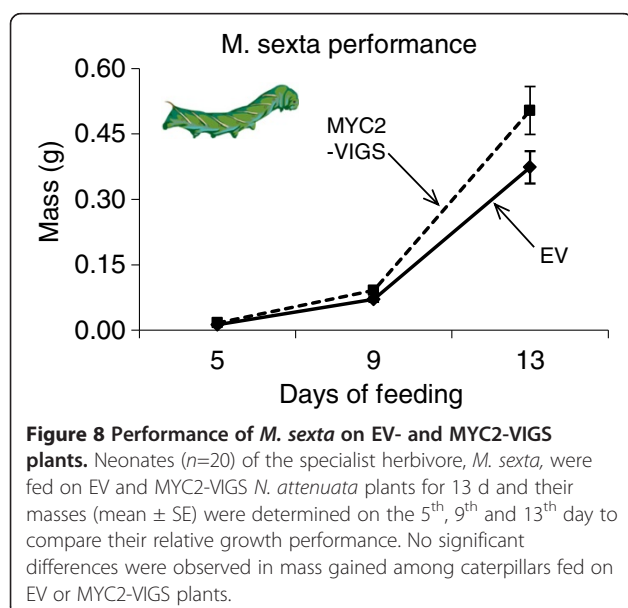 M. sexta performance
0.60
0.45
0.30
0.15
0.00
Mass (g)
MYC2
-VIGS
EV
5 9 13
Days of feeding
Figure 8 Performance of M. sexta on EV- and MYC2-VIGS
plants. Neonates (n=20) of the specialist herbivore, M. sexta, were
fed on EV and MYC2-VIGS N. attenuata plants for 13 d and their
masses (mean ± SE) were determined on the 5th, 9th and 13th day to
compare their relative growth performance. No significant
differences were observed in mass gained among caterpillars fed on
EV or MYC2-VIGS plants.